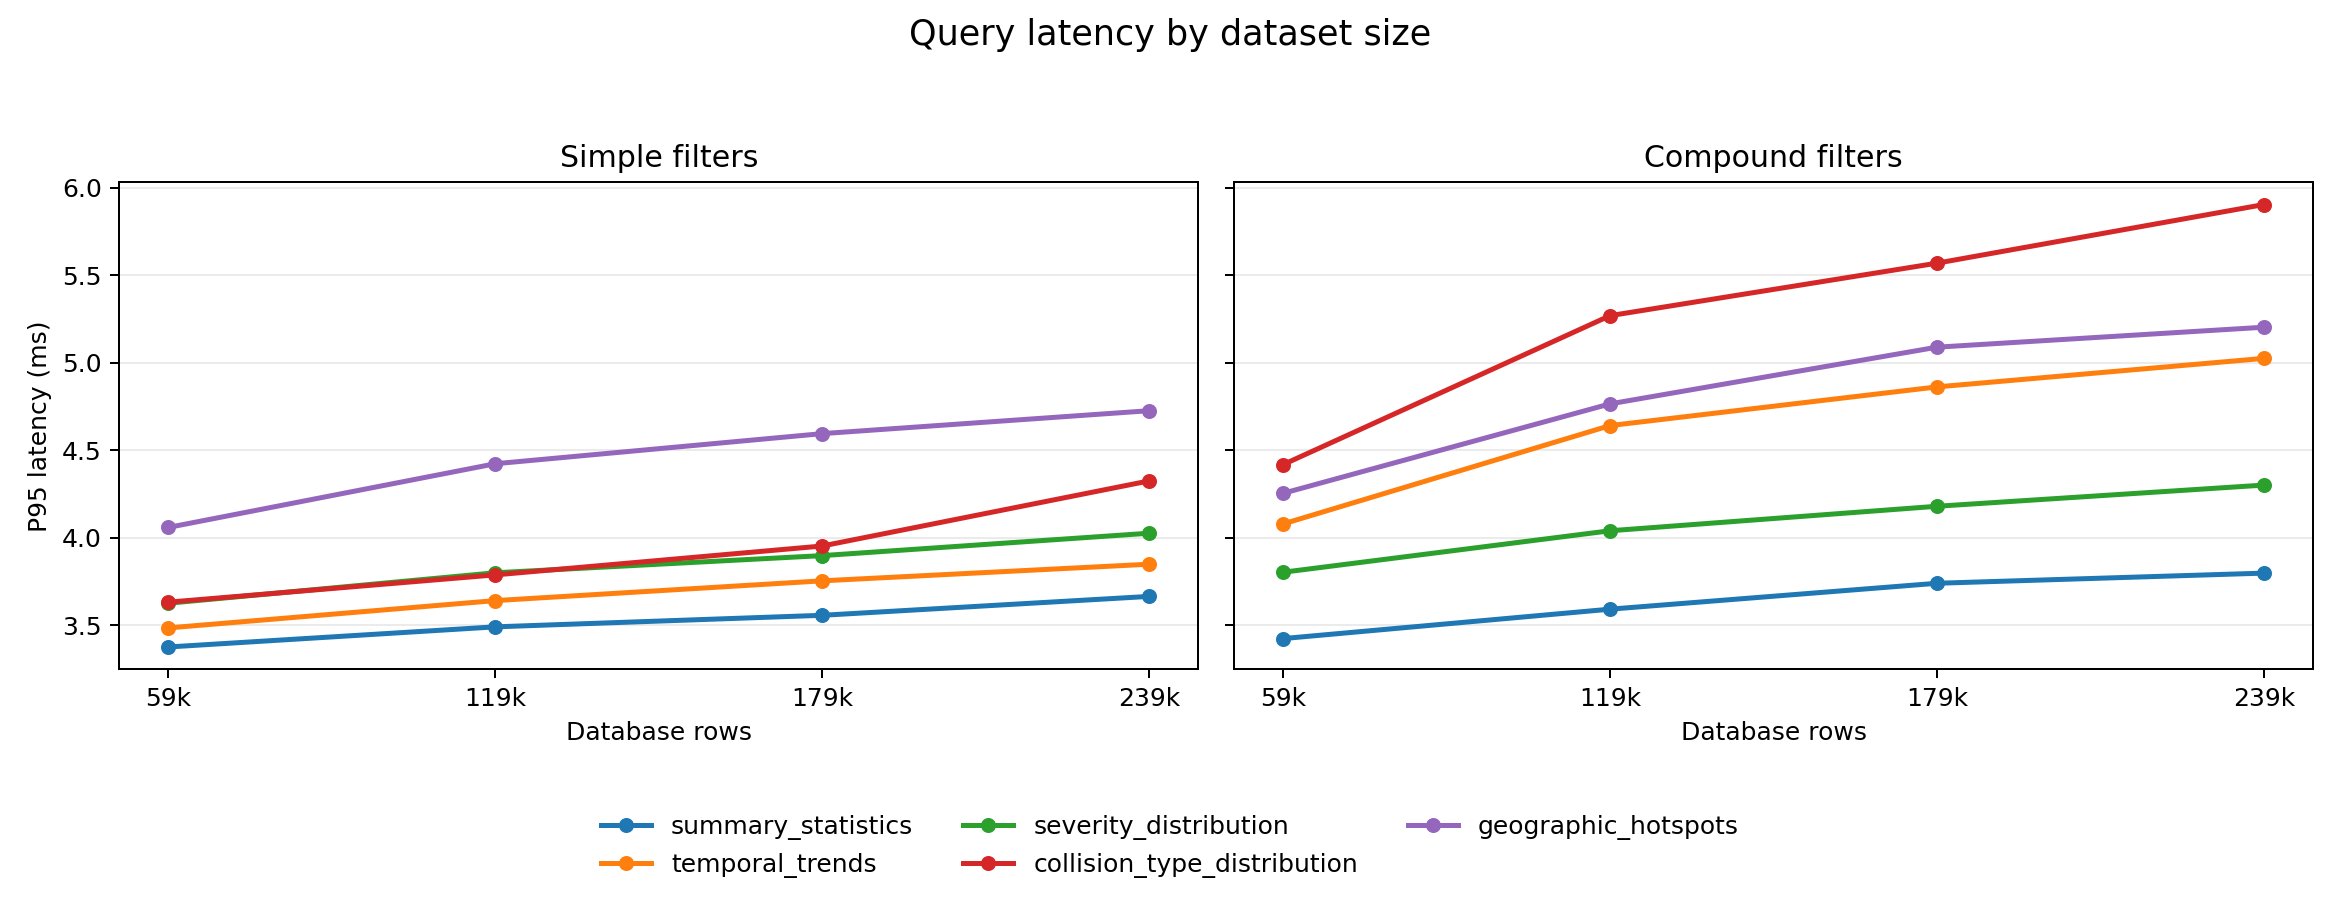 Query latency by dataset size
Simple filters
Compound filters
P95 latency (ms)
6.0
5.5
5.0
4.5
4.0
3.5
59k 119k 179k 239k
59k 119k 179k 239k
Database rows
Database rows
summary_statistics severity_distribution geographic_hotspots
temporal_trends collision_type_distribution